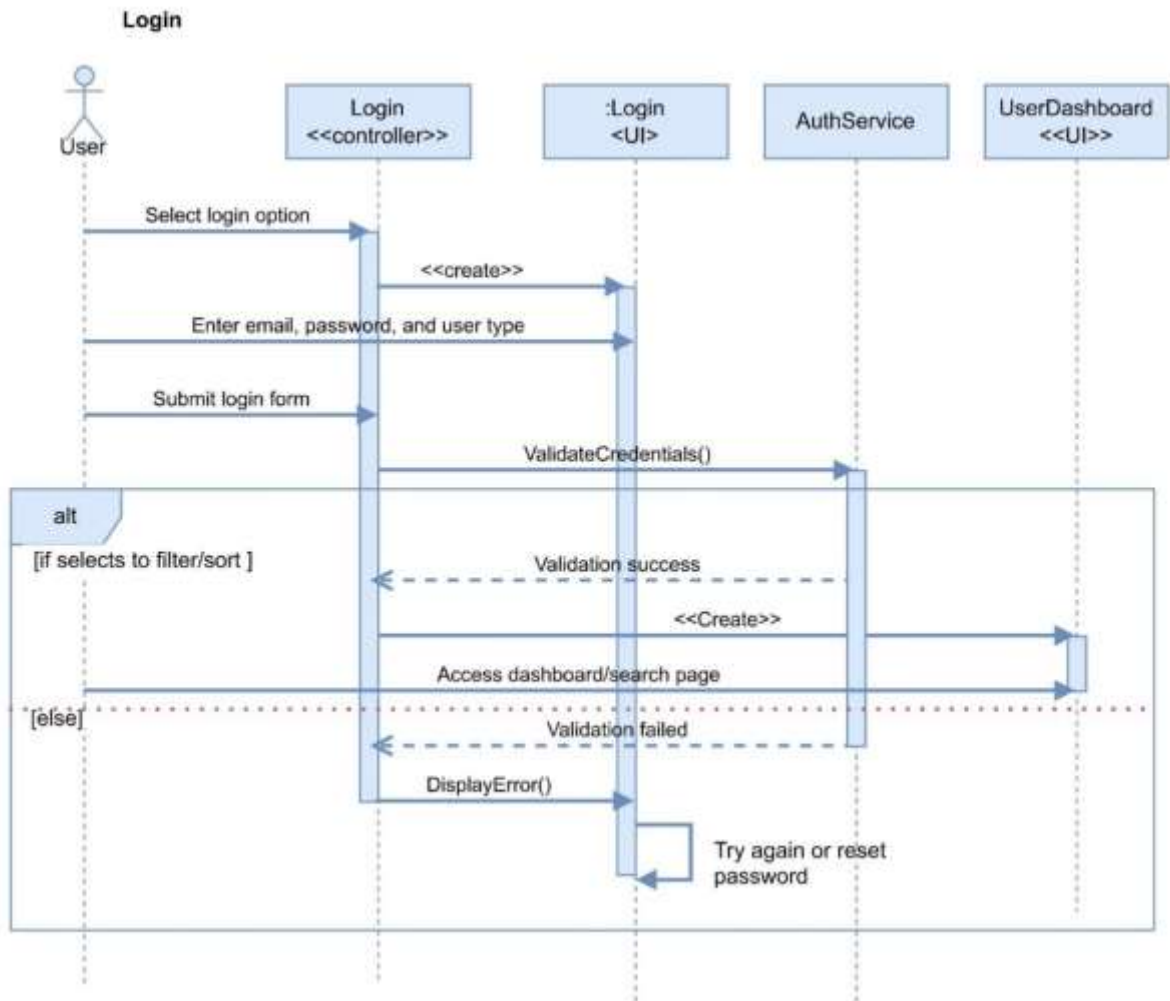 Login
User
Login
<<controller>>
:Login
<UI>
AuthService
UserDashboard
<<UI>>
Select login option
<<create>>
Enter email, password, and user type
Submit login form
ValidateCredentials()
alt
[if selects to filter/sort ]
Validation success
<<Create>>
Access dashboard/search page
[else]
Validation failed
DisplayError()
Try again or reset
password